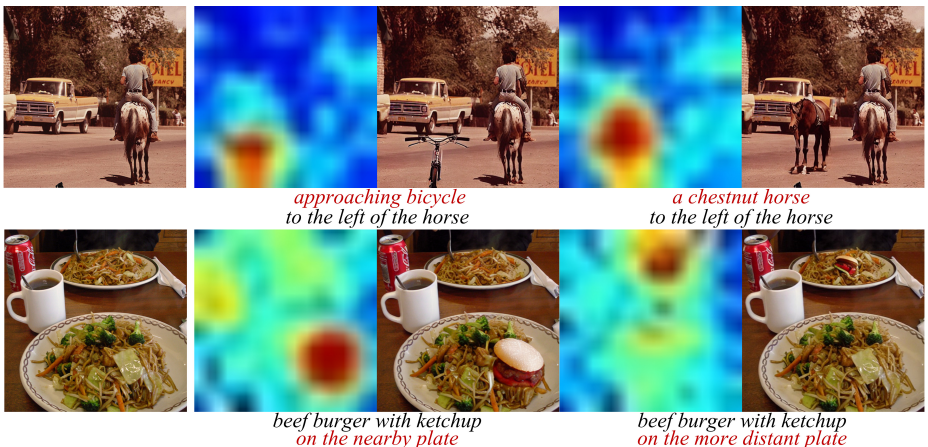 approaching bicycle
to the left of the horse
a chestnut horse
to the left of the horse
beef burger with ketchup
on the nearby plate
beef burger with ketchup
on the more distant plate